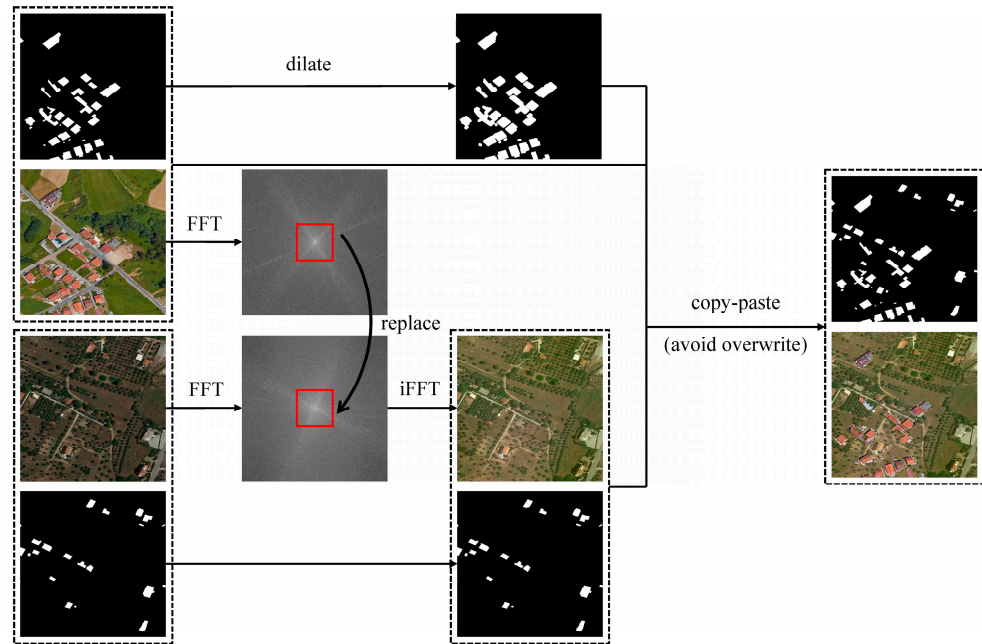 dilate
FFT
replace
copy-paste
(avoid overwrite)
FFT
iFFT